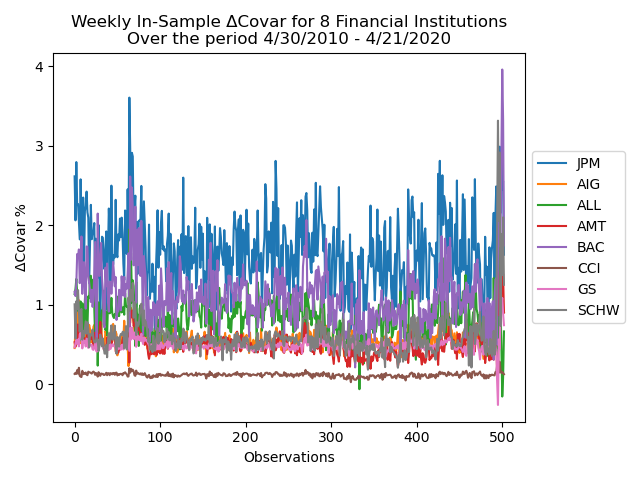 Weekly In-Sample ΔCovar for 8 Financial Institutions
Over the period 4/30/2010 - 4/21/2020
ΔCovar %
4
3
2
1
0
0 100 200 300 400 500
Observations
JPM
AIG
ALL
AMT
BAC
CCI
GS
SCHW